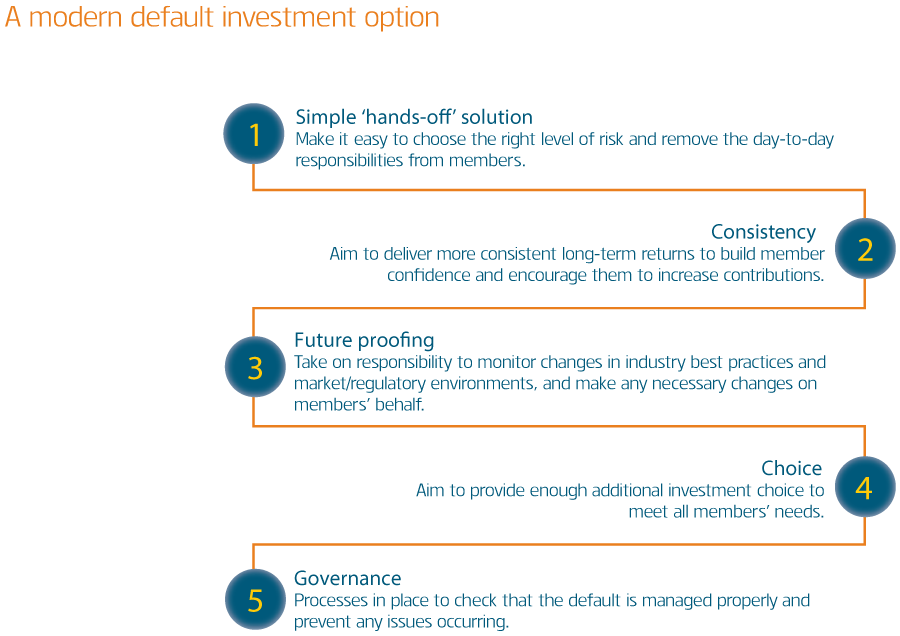 A modern default investment option
1
Simple ‘hands-off’ solution
Make it easy to choose the right level of risk and remove the day-to-day
responsibilities from members.
Consistency
2
Aim to deliver more consistent long-term returns to build member
confidence and encourage them to increase contributions.
Future proofing
3
Take on responsibility to monitor changes in industry best practices and
market/regulatory environments, and make any necessary changes on
members’ behalf.
Choice
4
Aim to provide enough additional investment choice to
meet all members’ needs.
Governance
5
Processes in place to check that the default is managed properly and
prevent any issues occurring.